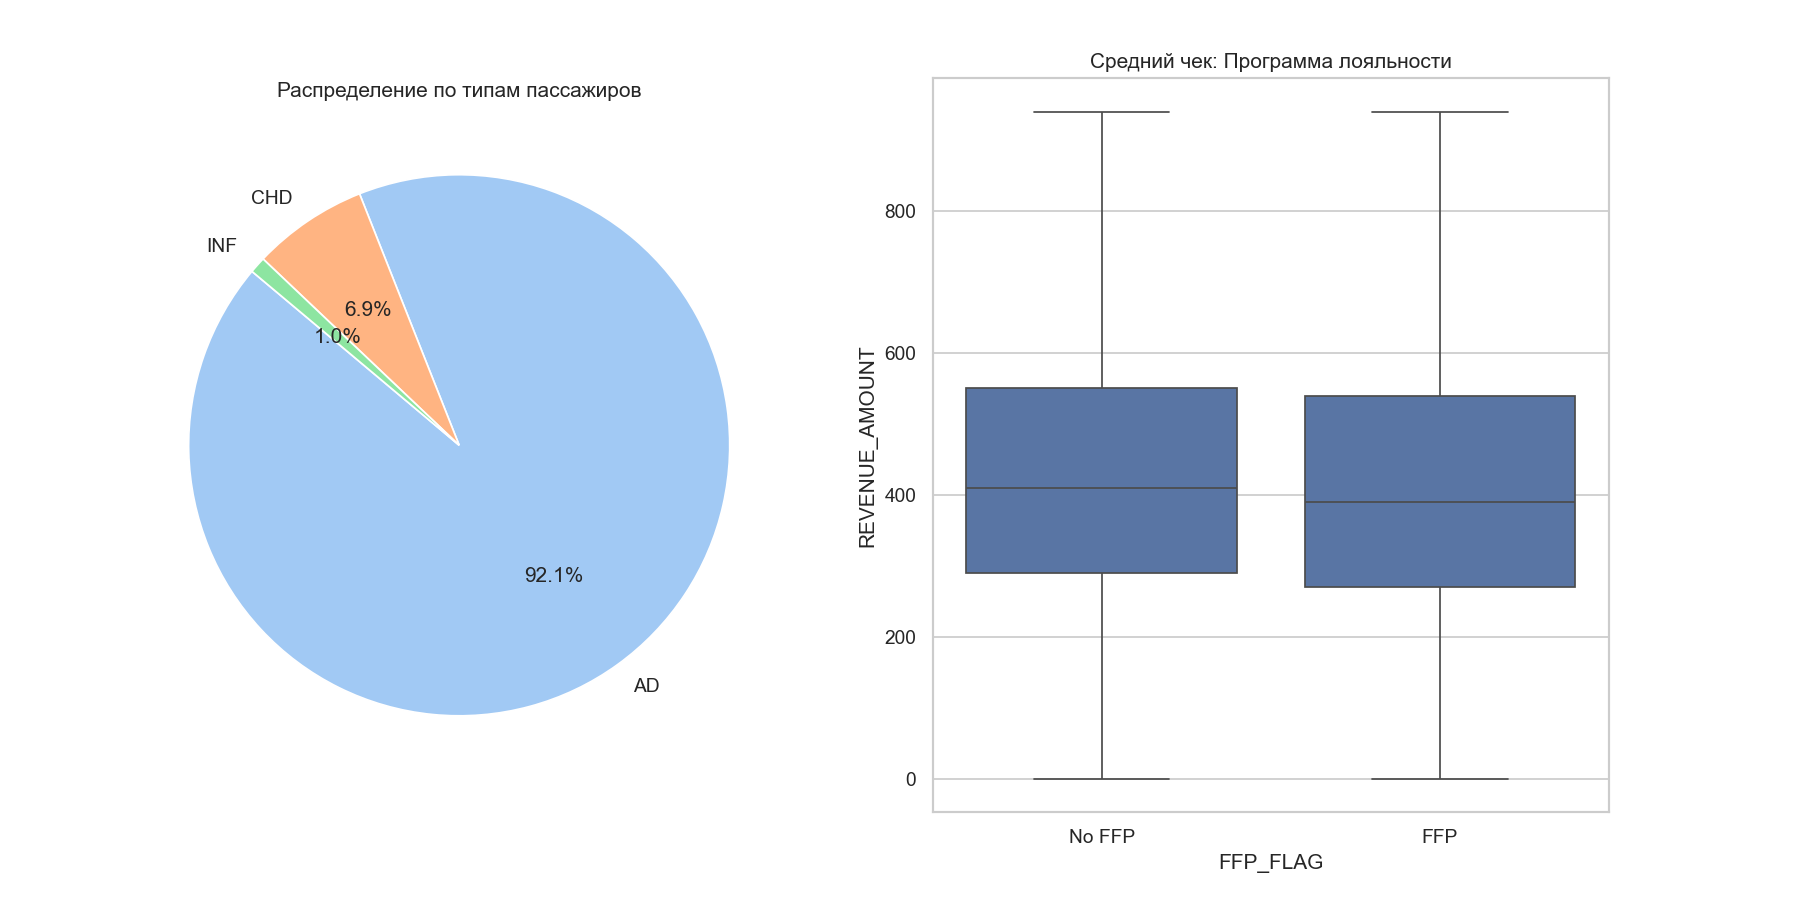 Распределение по типам пассажиров
CHD
INF
6.9%
1.0%
92.1%
AD
Средний чек: Программа лояльности
REVENUE_AMOUNT
800
600
400
200
0
No FFP
FFP
FFP_FLAG